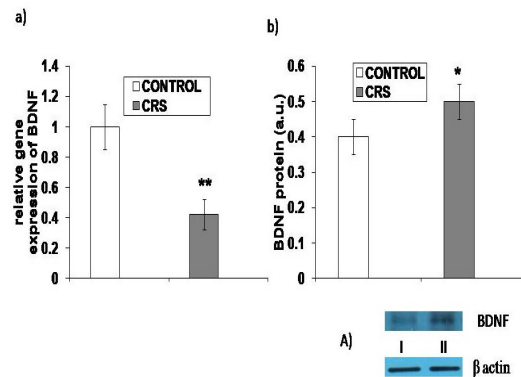 a)
relative gene
expression of BDNF
1.4
1.2
1
0.8
0.6
0.4
0.2
0
CONTROL
CRS
**
b)
BDNF protein (a.u.)
0.6
0.5
0.4
0.3
0.2
0.1
0
CONTROL
CRS
*
A)
BDNF
I II
β actin